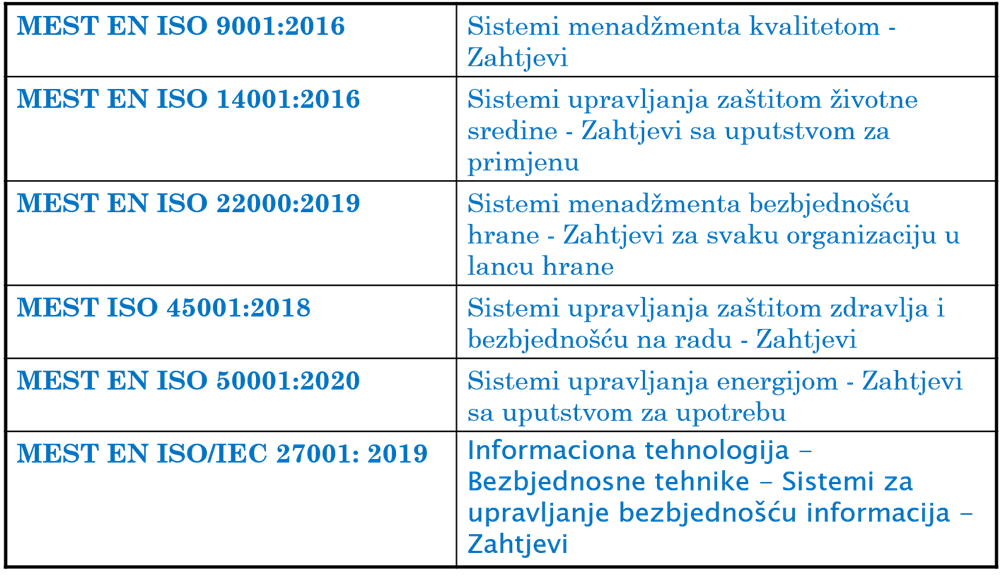 MEST EN ISO 9001:2016
Sistemi menadžmenta kvalitetom -
Zahtjevi
MEST EN ISO 14001:2016
Sistemi upravljanja zaštitom životne
sredine - Zahtjevi sa uputstvom za
primjenu
MEST EN ISO 22000:2019
Sistemi menadžmenta bezbjednošću
hrane - Zahtjevi za svaku organizaciju u
lancu hrane
MEST ISO 45001:2018
Sistemi upravljanja zaštitom zdravlja i
bezbjednošću na radu - Zahtjevi
MEST EN ISO 50001:2020
Sistemi upravljanja energijom - Zahtjevi
sa uputstvom za upotrebu
MEST EN ISO/IEC 27001: 2019
Informaciona tehnologija –
Bezbjednosne tehnike – Sistemi za
upravljanje bezbjednošću informacija –
Zahtjevi